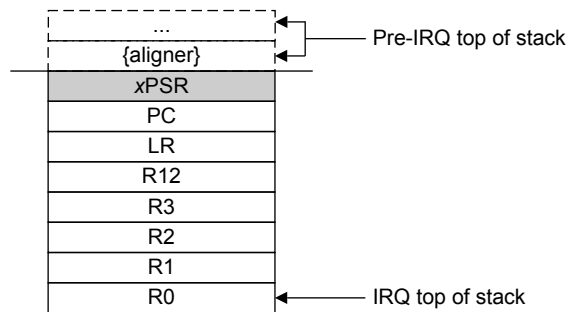 ...
Pre-IRQ top of stack
{aligner}
xPSR
PC
LR
R12
R3
R2
R1
R0
IRQ top of stack